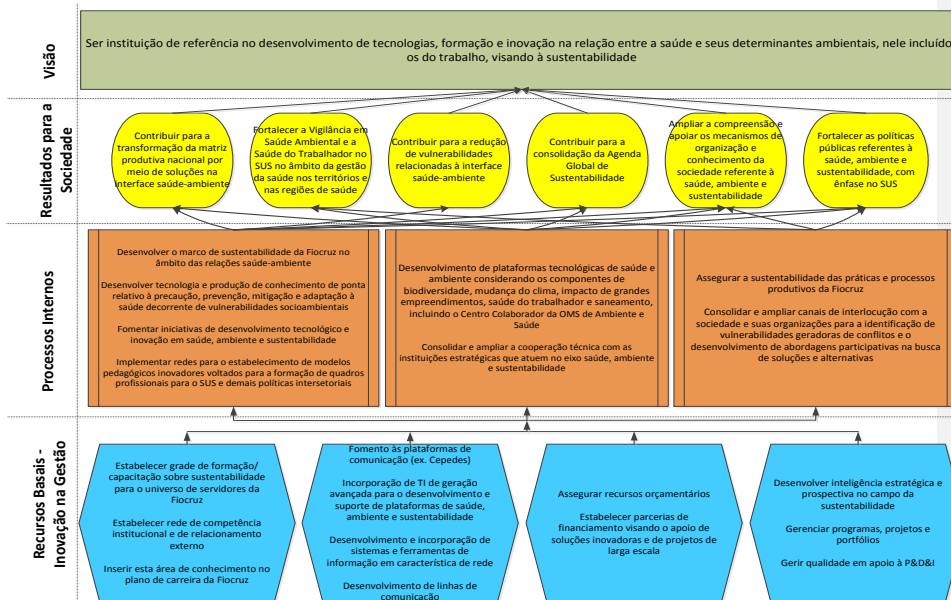 Visão
Ser instituição de referência no desenvolvimento de tecnologias, formação e inovação na relação entre a saúde e seus determinantes ambientais, nele incluído
os do trabalho, visando à sustentabilidade
Resultados para a
Sociedade
Contribuir para a
transformação da matriz
produtiva nacional por
meio de soluções na
interface saúde-ambiente
Fortalecer a Vigilância em
Saúde Ambiental e a
Saúde do Trabalhador no
SUS no âmbito da gestão
da saúde nos territórios e
nas regiões de saúde
Contribuir para a redução
de vulnerabilidades
relacionadas à interface
saúde-ambiente
Contribuir para a
consolidação da Agenda
Global de
Sustentabilidade
Ampliar a compreensão e
apoiar os mecanismos de
organização e
conhecimento da
sociedade referente à
saúde, ambiente e
sustentabilidade
Fortalecer as políticas
públicas referentes à
saúde, ambiente e
sustentabilidade, com
ênfase no SUS
Processos Internos
Desenvolver o marco de sustentabilidade da Fiocruz no
âmbito das relações saúde-ambiente
Desenvolver tecnologia e produção de conhecimento de ponta
relativo à precaução, prevenção, mitigação e adaptação à
saúde decorrente de vulnerabilidades socioambientais
Fomentar iniciativas de desenvolvimento tecnológico e
inovação em saúde, ambiente e sustentabilidade
Implementar redes para o estabelecimento de modelos
pedagógicos inovadores voltados para a formação de quadros
profissionais para o SUS e demais políticas intersetoriais
Desenvolvimento de plataformas tecnológicas de saúde e
ambiente considerando os componentes de
biodiversidade, mudança do clima, impacto de grandes
empreendimentos, saúde do trabalhador e saneamento,
incluindo o Centro Colaborador da OMS de Ambiente e
Saúde
Consolidar e ampliar a cooperação técnica com as
instituições estratégicas que atuem no eixo saúde, ambiente
e sustentabilidade
Assegurar a sustentabilidade das práticas e processos
produtivos da Fiocruz
Consolidar e ampliar canais de interlocução com a
sociedade e suas organizações para a identificação de
vulnerabilidades geradoras de conflitos e o
desenvolvimento de abordagens participativas na busca
de soluções e alternativas
Recursos Basais -
Inovação na Gestão
Estabelecer grade de formação/
capacitação sobre sustentabilidade
para o universo de servidores da
Fiocruz
Estabelecer rede de competência
institucional e de relacionamento
externo
Inserir esta área de conhecimento no
plano de carreira da Fiocruz
Fomento às plataformas de
comunicação (ex. Cepedes)
Incorporação de TI de geração
avançada para o desenvolvimento e
suporte de plataformas de saúde,
ambiente e sustentabilidade
Desenvolvimento e incorporação de
sistemas e ferramentas de
informação em característica de rede
Desenvolvimento de linhas de
comunicação
Assegurar recursos orçamentários
Estabelecer parcerias de
financiamento visando o apoio de
soluções inovadoras e de projetos de
larga escala
Desenvolver inteligência estratégica e
prospectiva no campo da
sustentabilidade
Gerenciar programas, projetos e
portfólios
Gerir qualidade em apoio à P&D&I